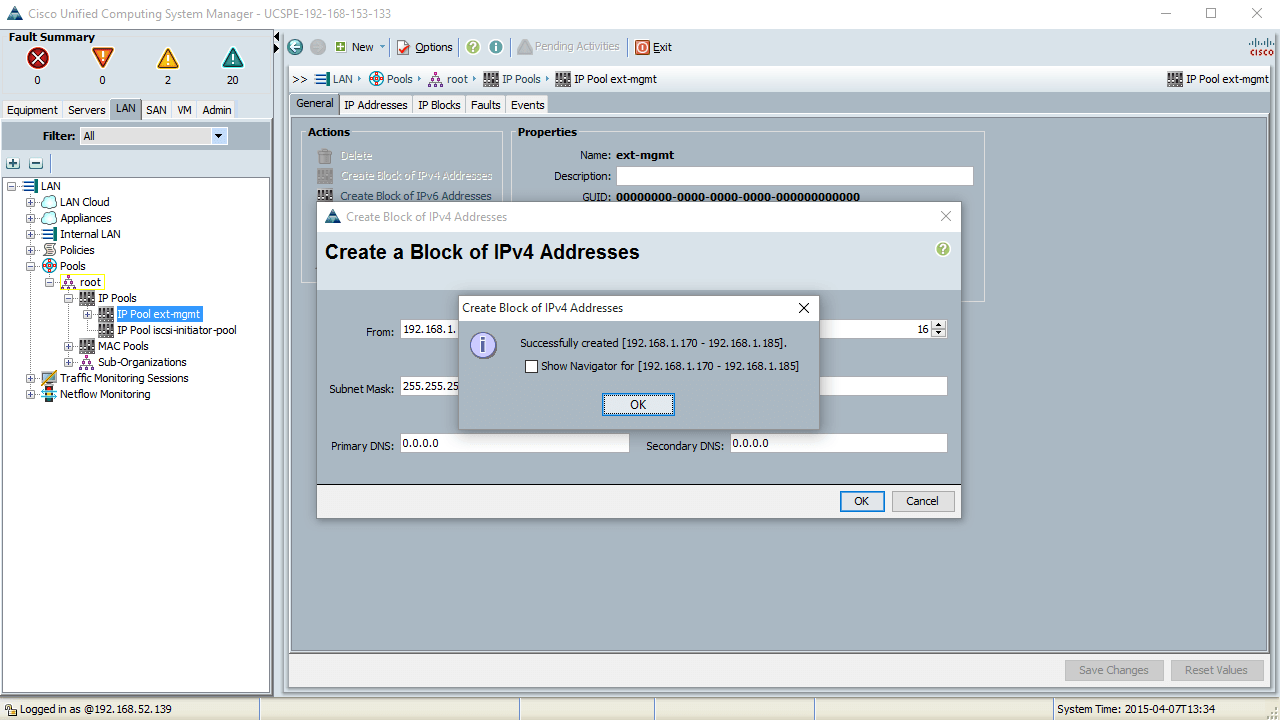 Cisco Unified Computing System Manager - UCSPE-192-168-153-133
Fault Summary
0 0 2 20
New Options Pending Activities Exit
CISCO
>> LAN Pools root IP Pools IP Pool ext-mgmt IP Pool ext-mgmt
Equipment Servers LAN SAN VM Admin
General IP Addresses IP Blocks Faults Events
Filter: All
LAN
LAN Cloud
Appliances
Internal LAN
Policies
Pools
root
IP Pools
IP Pool ext-mgmt
IP Pool iscsi-initiator-pool
MAC Pools
Sub-Organizations
Traffic Monitoring Sessions
Netflow Monitoring
Actions
Delete
Create Block of IPv4 Addresses
Create Block of IPv6 Addresses
Properties
Name: ext-mgmt
Description:
GUID: 00000000-0000-0000-0000-000000000000
Create Block of IPv4 Addresses
Create a Block of IPv4 Addresses
From: 192.168.1. 16
Subnet Mask: 255.255.25
Primary DNS: 0.0.0.0 Secondary DNS: 0.0.0.0
OK Cancel
Create Block of IPv4 Addresses
Successfully created [192.168.1.170 - 192.168.1.185].
Show Navigator for [192.168.1.170 - 192.168.1.185]
OK
Save Changes Reset Values
Logged in as @192.168.52.139 System Time: 2015-04-07T13:34